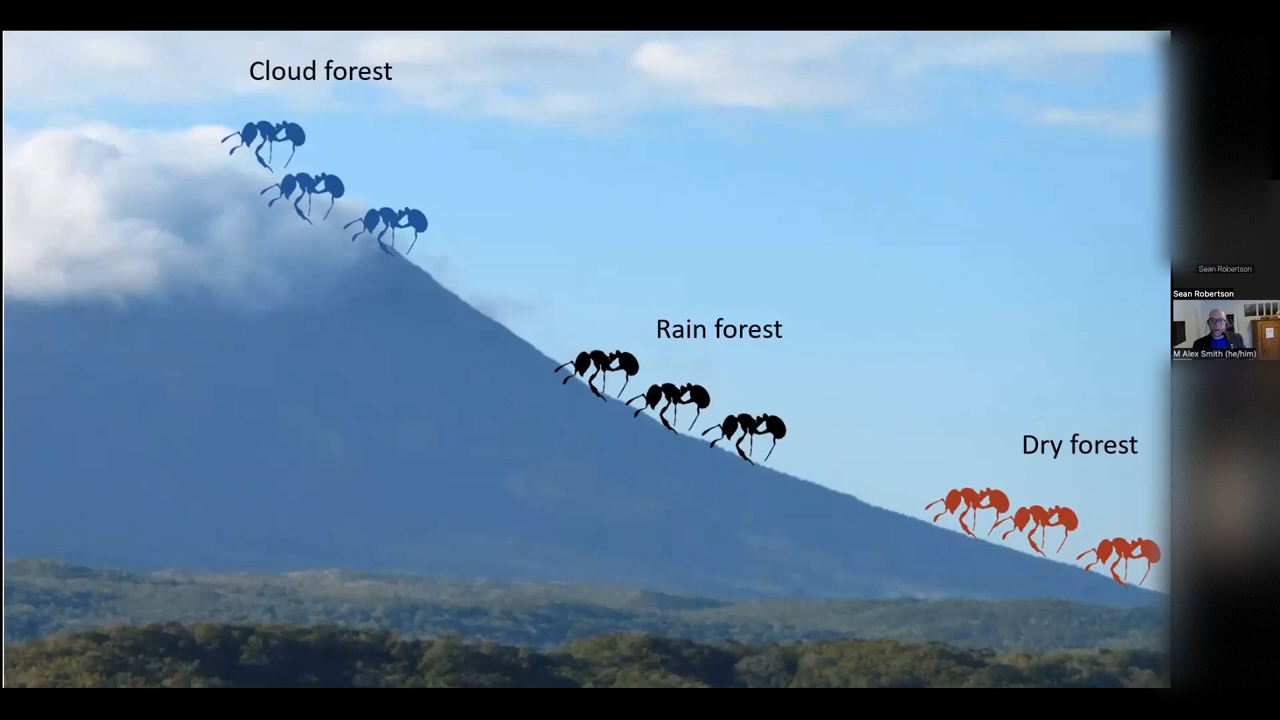 Cloud forest
Rain forest
Dry forest
Sean Robertson
Sean Robertson
M Alex Smith (he/him)